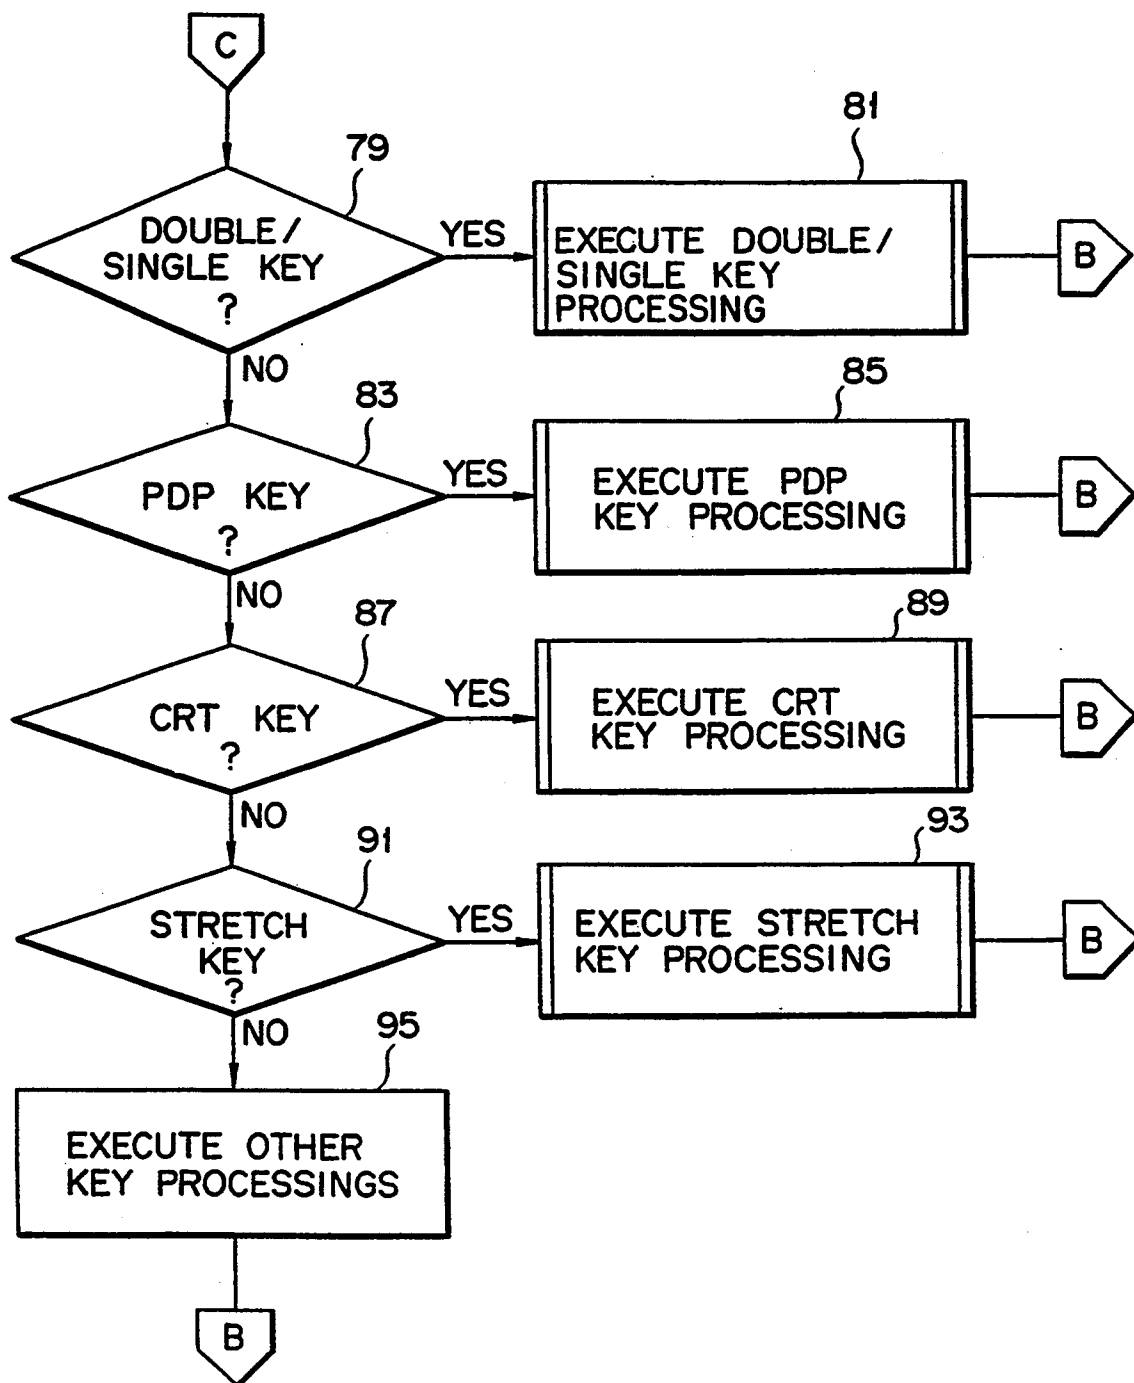 C
79
81
DOUBLE/
SINGLE KEY
?
YES
EXECUTE DOUBLE/
SINGLE KEY
PROCESSING
B
NO
83
85
PDP KEY
?
YES
EXECUTE PDP
KEY PROCESSING
B
NO
87
89
CRT KEY
?
YES
EXECUTE CRT
KEY PROCESSING
B
NO
91
93
STRETCH
KEY
?
YES
EXECUTE STRETCH
KEY PROCESSING
B
NO
95
EXECUTE OTHER
KEY PROCESSINGS
B